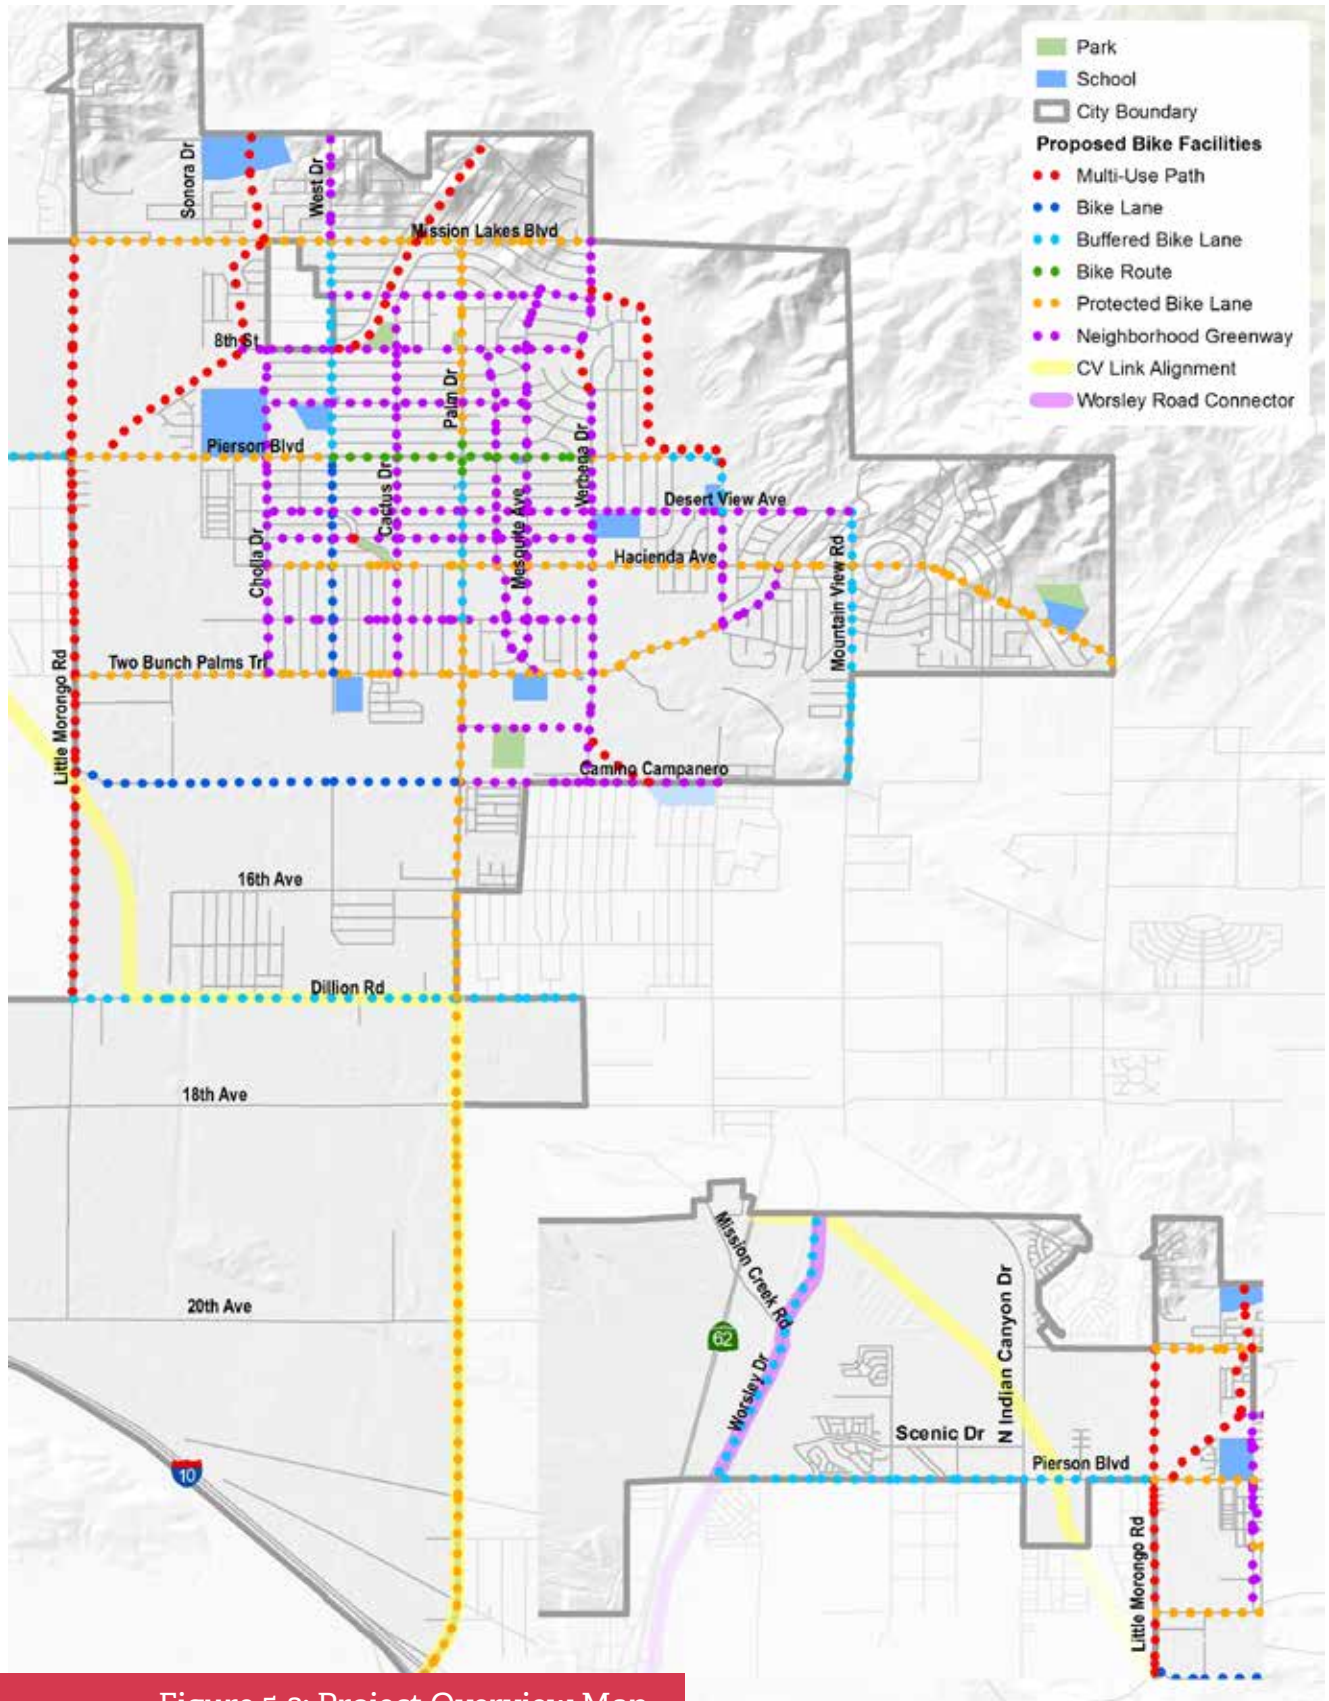 Park
School
City Boundary
Proposed Bike Facilities
Multi-Use Path
Bike Lane
Buffered Bike Lane
Bike Route
Protected Bike Lane
Neighborhood Greenway
CV Link Alignment
Worsley Road Connector
Sonora Dr
West Dr
Mission Lakes Blvd
8th St
Palm Dr
Pierson Blvd
Cactus Dr
Verbena Dr
Mesquite Ave
Desert View Ave
Cholla Dr
Hacienda Ave
Mountain View Rd
Two Bunch Palms Trl
Little Morongo Rd
Camino Campanero
16th Ave
Dillion Rd
18th Ave
20th Ave
10
Mission Creek Rd
62
Worsley Dr
N Indian Canyon Dr
Scenic Dr
Pierson Blvd
Little Morongo Rd
Project Overview Map